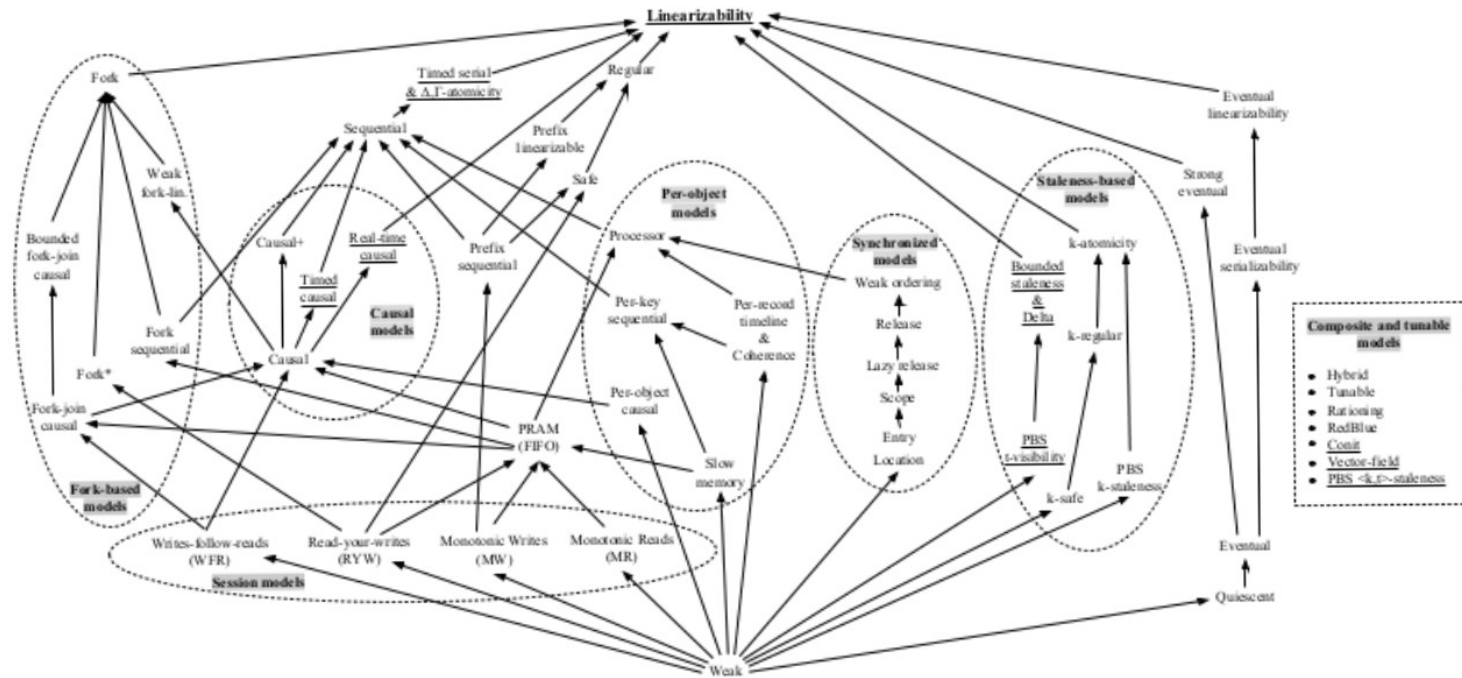 Linearizability
Fork
Timed serial
& Δ,Γ-atomicity
Regular
Eventual
linearizability
Sequential
Prefix
linearizable
Weak
fork-lin.
Safe
Strong
eventual
Per-object
models
Staleness-based
models
Bounded
fork-join
causal
Causal+
Real-time
causal
Prefix
sequential
Processor
Synchronized
models
k-atomicity
Eventual
serializability
Timed
causal
Bounded
staleness
&
Delta
Weak ordering
Per-key
sequential
Per-record
timeline
&
Coherence
Causal
models
Fork
sequential
Release
k-regular
Composite and tunable
models
Causal
Fork*
Lazy release
Hybrid
Tunable
Rationing
RedBlue
Conit
Vector-field
PBS <k,t>-staleness
Fork-join
causal
Per-object
causal
Scope
PRAM
(FIFO)
Entry
PBS
t-visibility
Location
Slow
memory
PBS
k-staleness
Fork-based
models
k-safe
Writes-follow-reads
(WFR)
Read-your-writes
(RYW)
Monotonic Writes
(MW)
Monotonic Reads
(MR)
Eventual
Session models
Quiescent
Weak